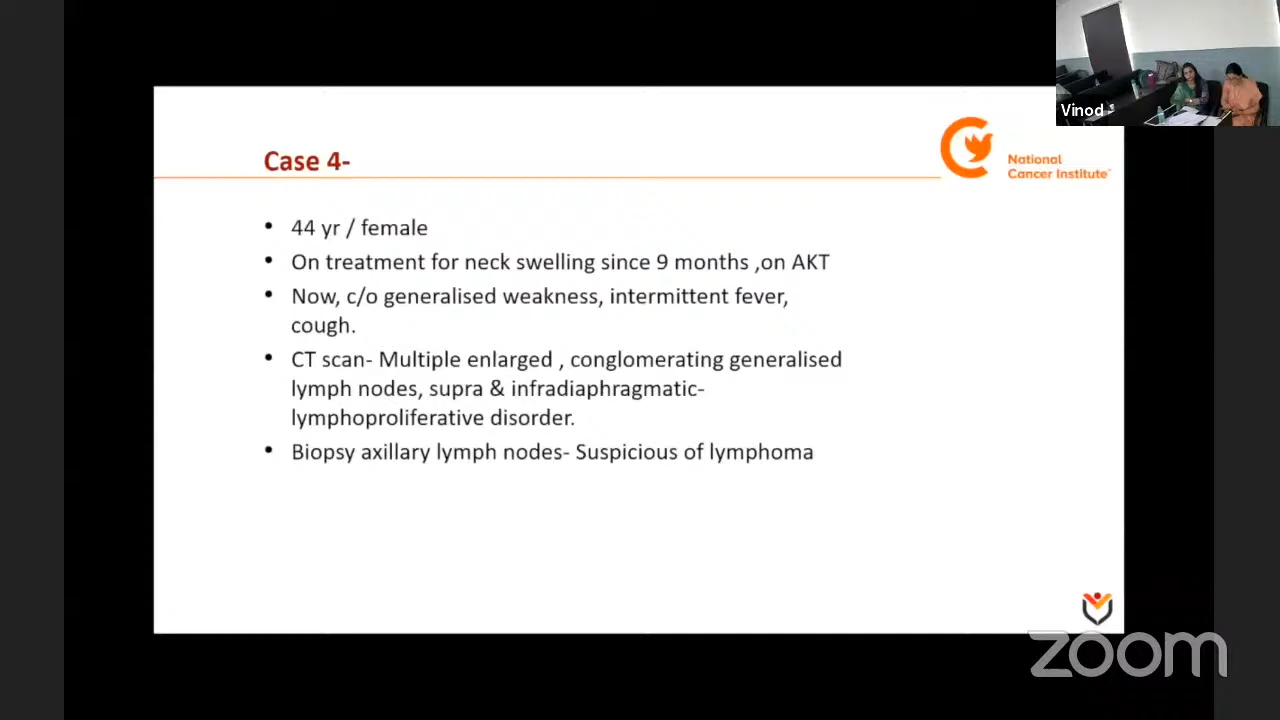 Vinod
Case 4-
National
Cancer Institute™
• 44 yr / female
• On treatment for neck swelling since 9 months ,on AKT
• Now, c/o generalised weakness, intermittent fever,
cough.
• CT scan- Multiple enlarged , conglomerating generalised
lymph nodes, supra & infradiaphragmatic-
lymphoproliferative disorder.
• Biopsy axillary lymph nodes- Suspicious of lymphoma
zoom